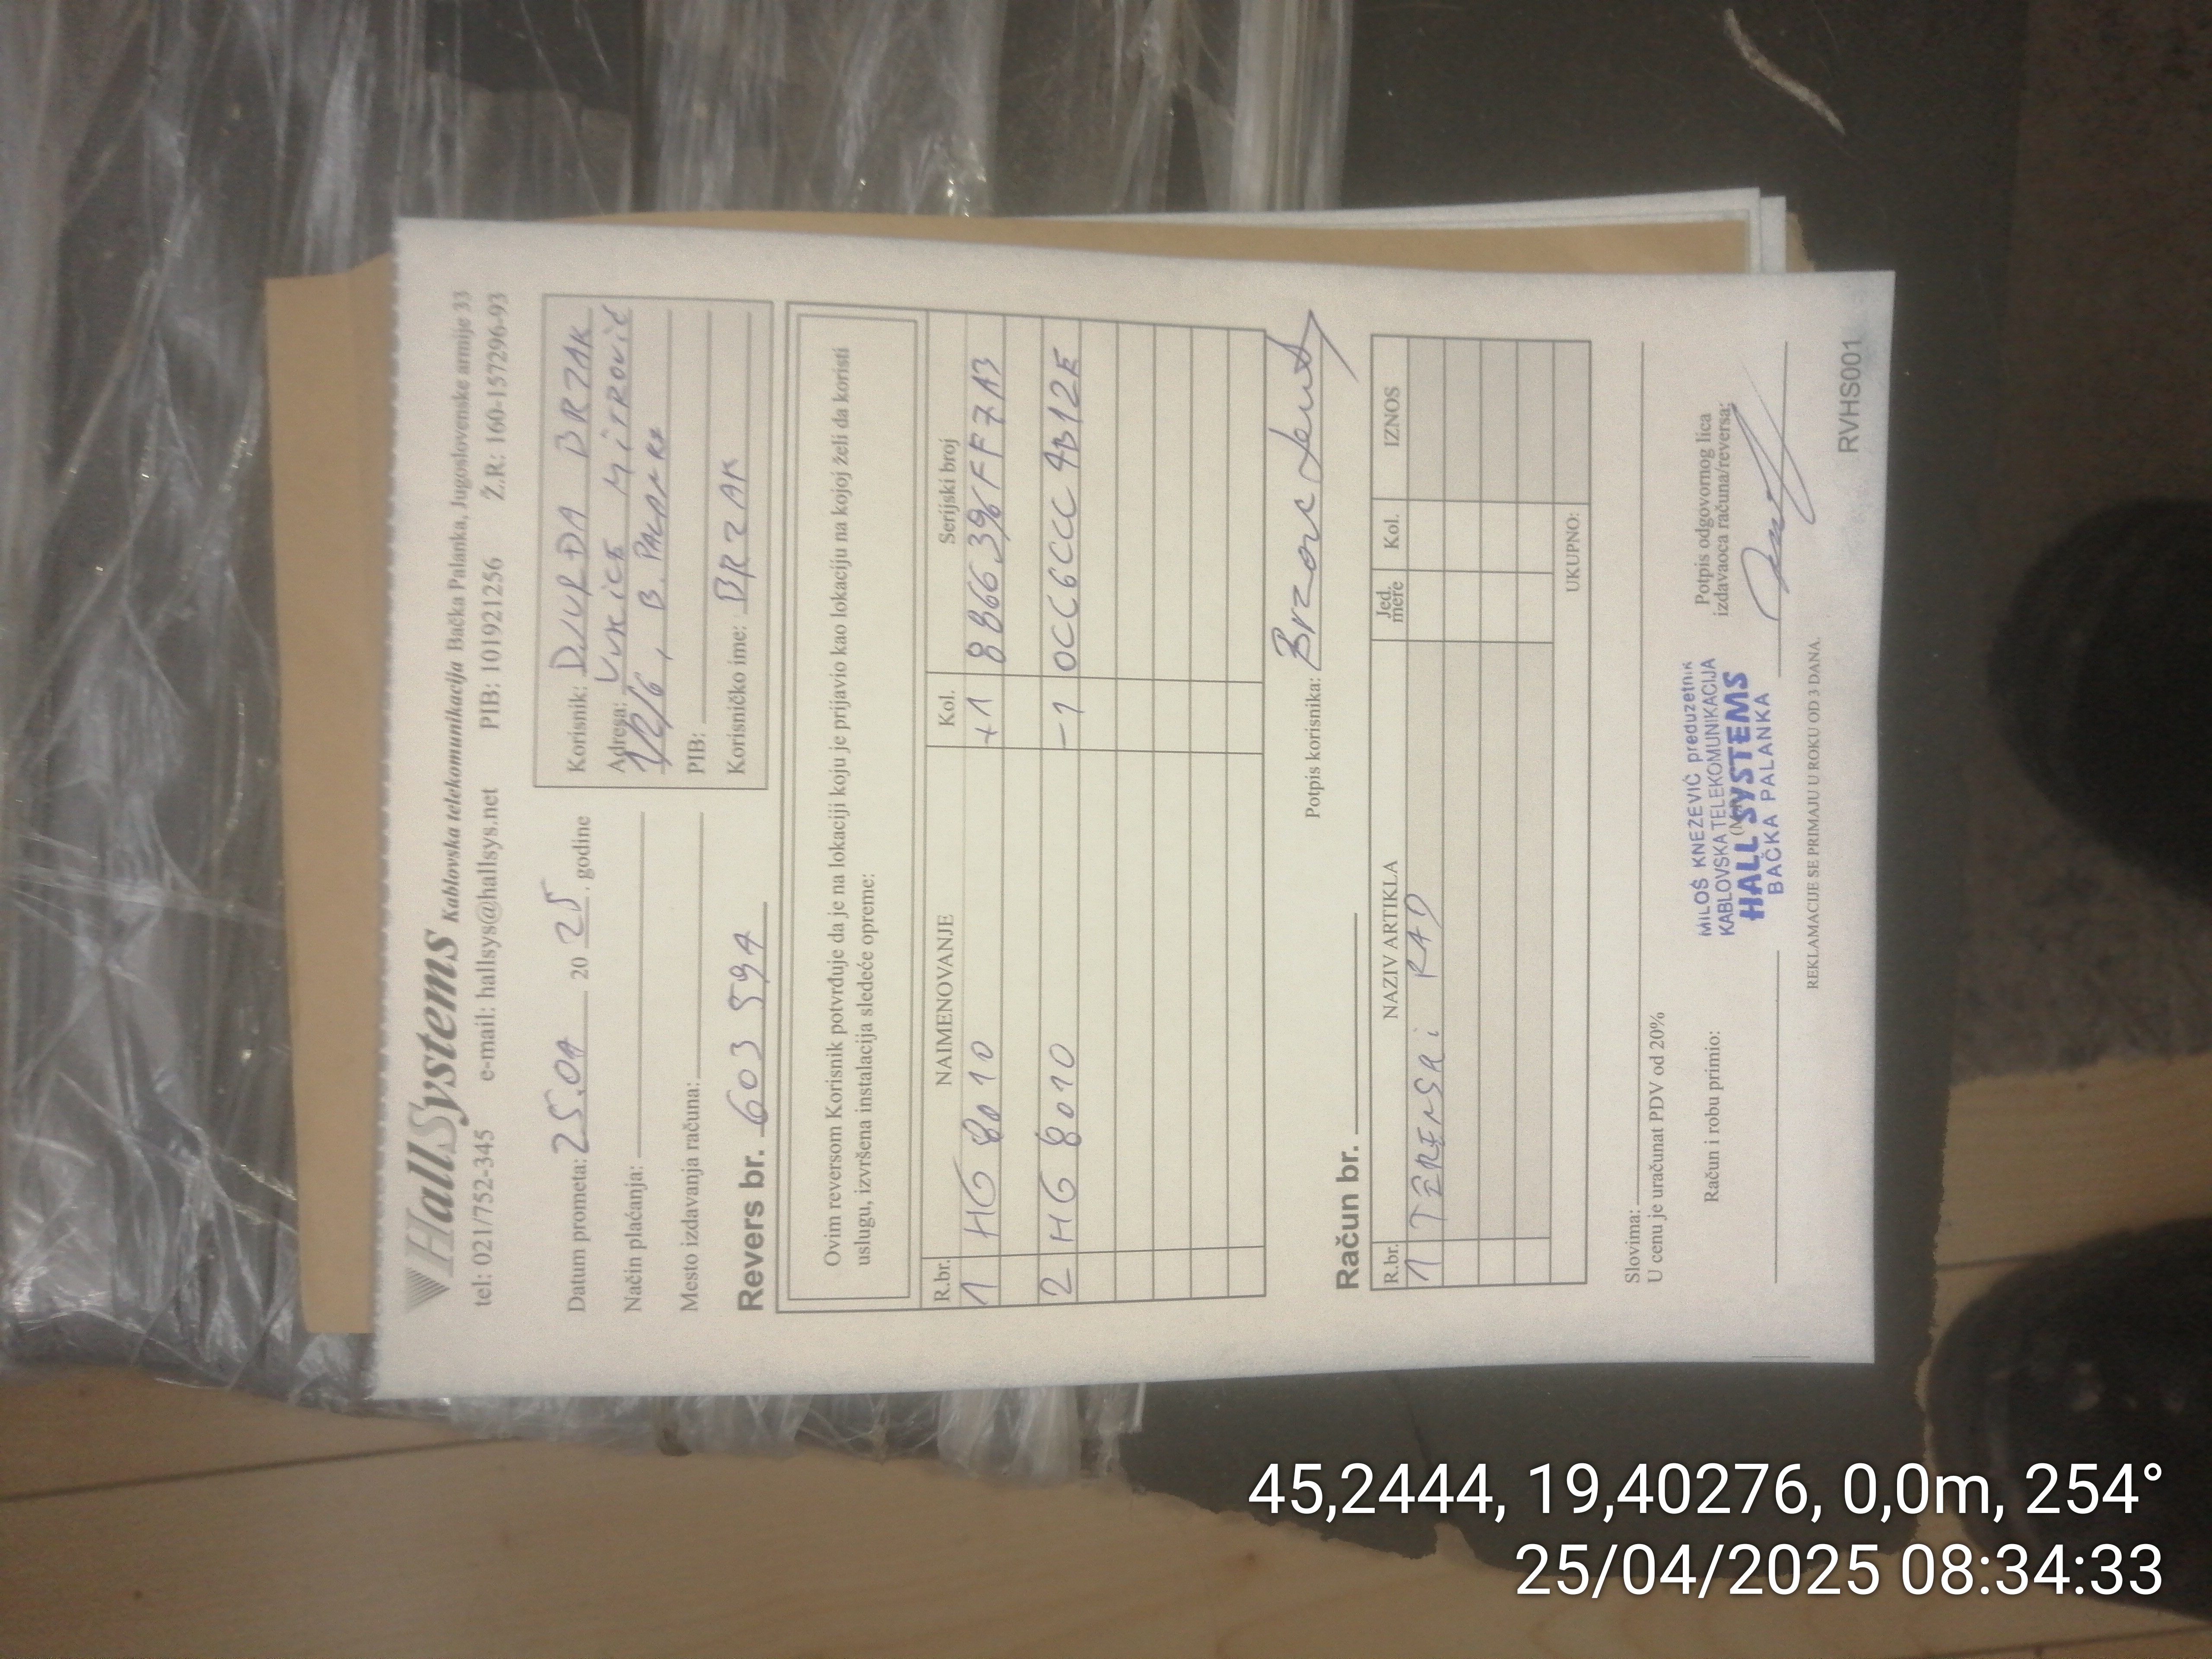 HallSystems Kablovska telekomunikacija Bačka Palanka, Jugoslovenske armije 33
tel: 021/752-345 e-mail: hallsys@hallsys.net PIB: 101921256 Ž.R: 160-157296-93
Datum prometa: 25.04 20 25. godine
Način plaćanja:
Mesto izdavanja računa:
Revers br. 603 594
Korisnik: DJURĐA BRZAK
Adresa: VUKICE MITROVIĆ
B. PALANKA
PIB:
Korisničko ime: BRZAK
Ovim reversom Korisnik potvrđuje da je na lokaciji koju je prijavio kao lokaciju na kojoj želi da koristi
uslugu, izvršena instalacija sledeće opreme:
R.br. NAIMENOVANJE Kol. Serijski broj
1 HG 8010 +1
2 HG 8010 -1 0CC6CCC 4B12E
Potpis korisnika: Brzak
Račun br.
R.br. NAZIV ARTIKLA Jed. mere Kol. IZNOS
1 TERENSKI RAD
UKUPNO:
Slovima:
U cenu je uračunat PDV od 20%
Račun i robu primio:
MILOŠ KNEZEVIĆ preduzetnik
KABLOVSKA TELEKOMUNIKACIJA
HALL SYSTEMS
BAČKA PALANKA
Potpis odgovornog lica
izdavaoca računa/reversa:
REKLAMACIJE SE PRIMAJU U ROKU OD 3 DANA.
RVHS001
45,2444, 19,40276, 0,0m, 254°
25/04/2025 08:34:33